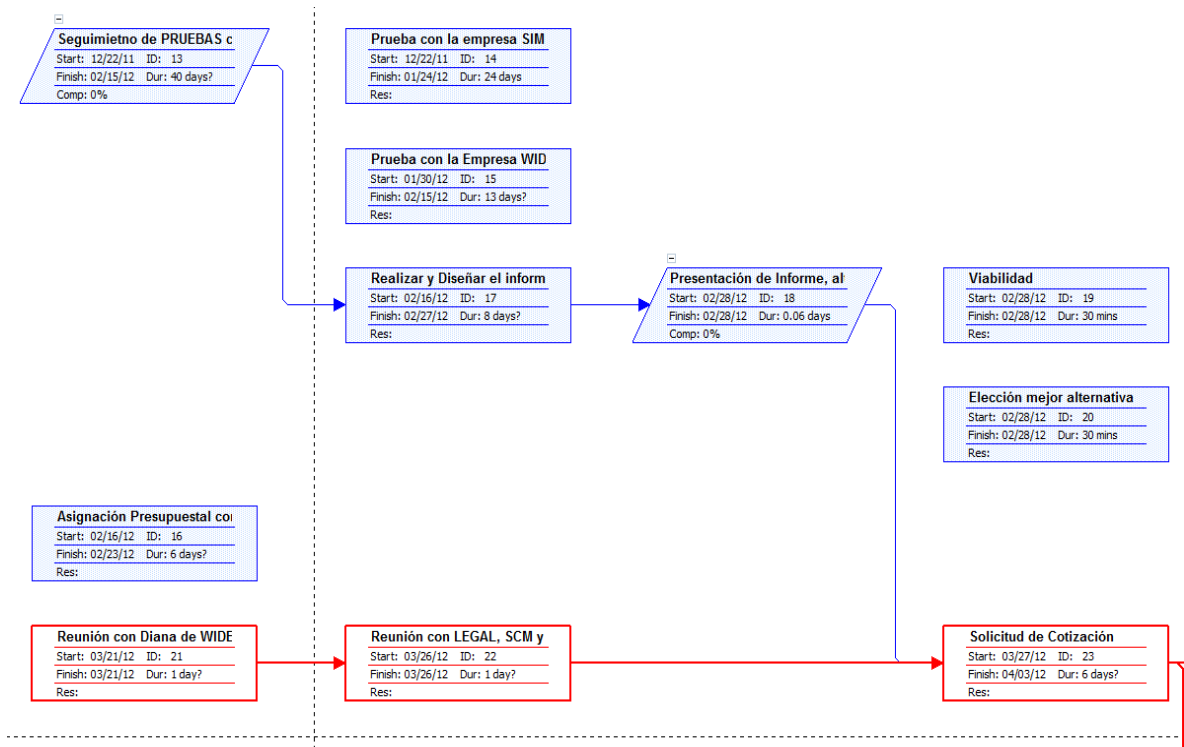 Seguimietno de PRUEBAS c
Start: 12/22/11 ID: 13
Finish: 02/15/12 Dur: 40 days?
Comp: 0%
Prueba con la empresa SIM
Start: 12/22/11 ID: 14
Finish: 01/24/12 Dur: 24 days
Res:
Prueba con la Empresa WID
Start: 01/30/12 ID: 15
Finish: 02/15/12 Dur: 13 days?
Res:
Realizar y Diseñar el inform
Start: 02/16/12 ID: 17
Finish: 02/27/12 Dur: 8 days?
Res:
Presentación de Informe, al
Start: 02/28/12 ID: 18
Finish: 02/28/12 Dur: 0.06 days
Comp: 0%
Viabilidad
Start: 02/28/12 ID: 19
Finish: 02/28/12 Dur: 30 mins
Res:
Elección mejor alternativa
Start: 02/28/12 ID: 20
Finish: 02/28/12 Dur: 30 mins
Res:
Asignación Presupuestal co
Start: 02/16/12 ID: 16
Finish: 02/23/12 Dur: 6 days?
Res:
Reunión con Diana de WIDE
Start: 03/21/12 ID: 21
Finish: 03/21/12 Dur: 1 day?
Res:
Reunión con LEGAL, SCM y
Start: 03/26/12 ID: 22
Finish: 03/26/12 Dur: 1 day?
Res:
Solicitud de Cotización
Start: 03/27/12 ID: 23
Finish: 04/03/12 Dur: 6 days?
Res: